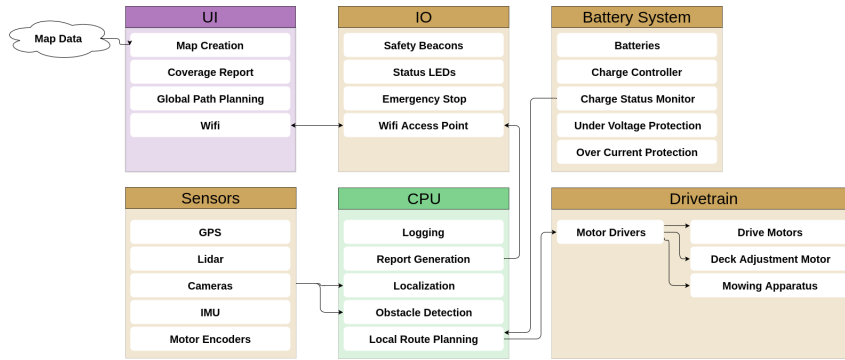 Map Data
UI
Map Creation
Coverage Report
Global Path Planning
Wifi
IO
Safety Beacons
Status LEDs
Emergency Stop
Wifi Access Point
Battery System
Batteries
Charge Controller
Charge Status Monitor
Under Voltage Protection
Over Current Protection
Sensors
GPS
Lidar
Cameras
IMU
Motor Encoders
CPU
Logging
Report Generation
Localization
Obstacle Detection
Local Route Planning
Drivetrain
Motor Drivers
Drive Motors
Deck Adjustment Motor
Mowing Apparatus